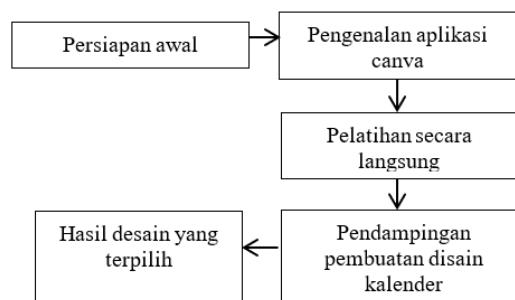 Persiapan awal
Pengenalan aplikasi
canva
Pelatihan secara
langsung
Pendampingan
pembuatan disain
kalender
Hasil desain yang
terpilih